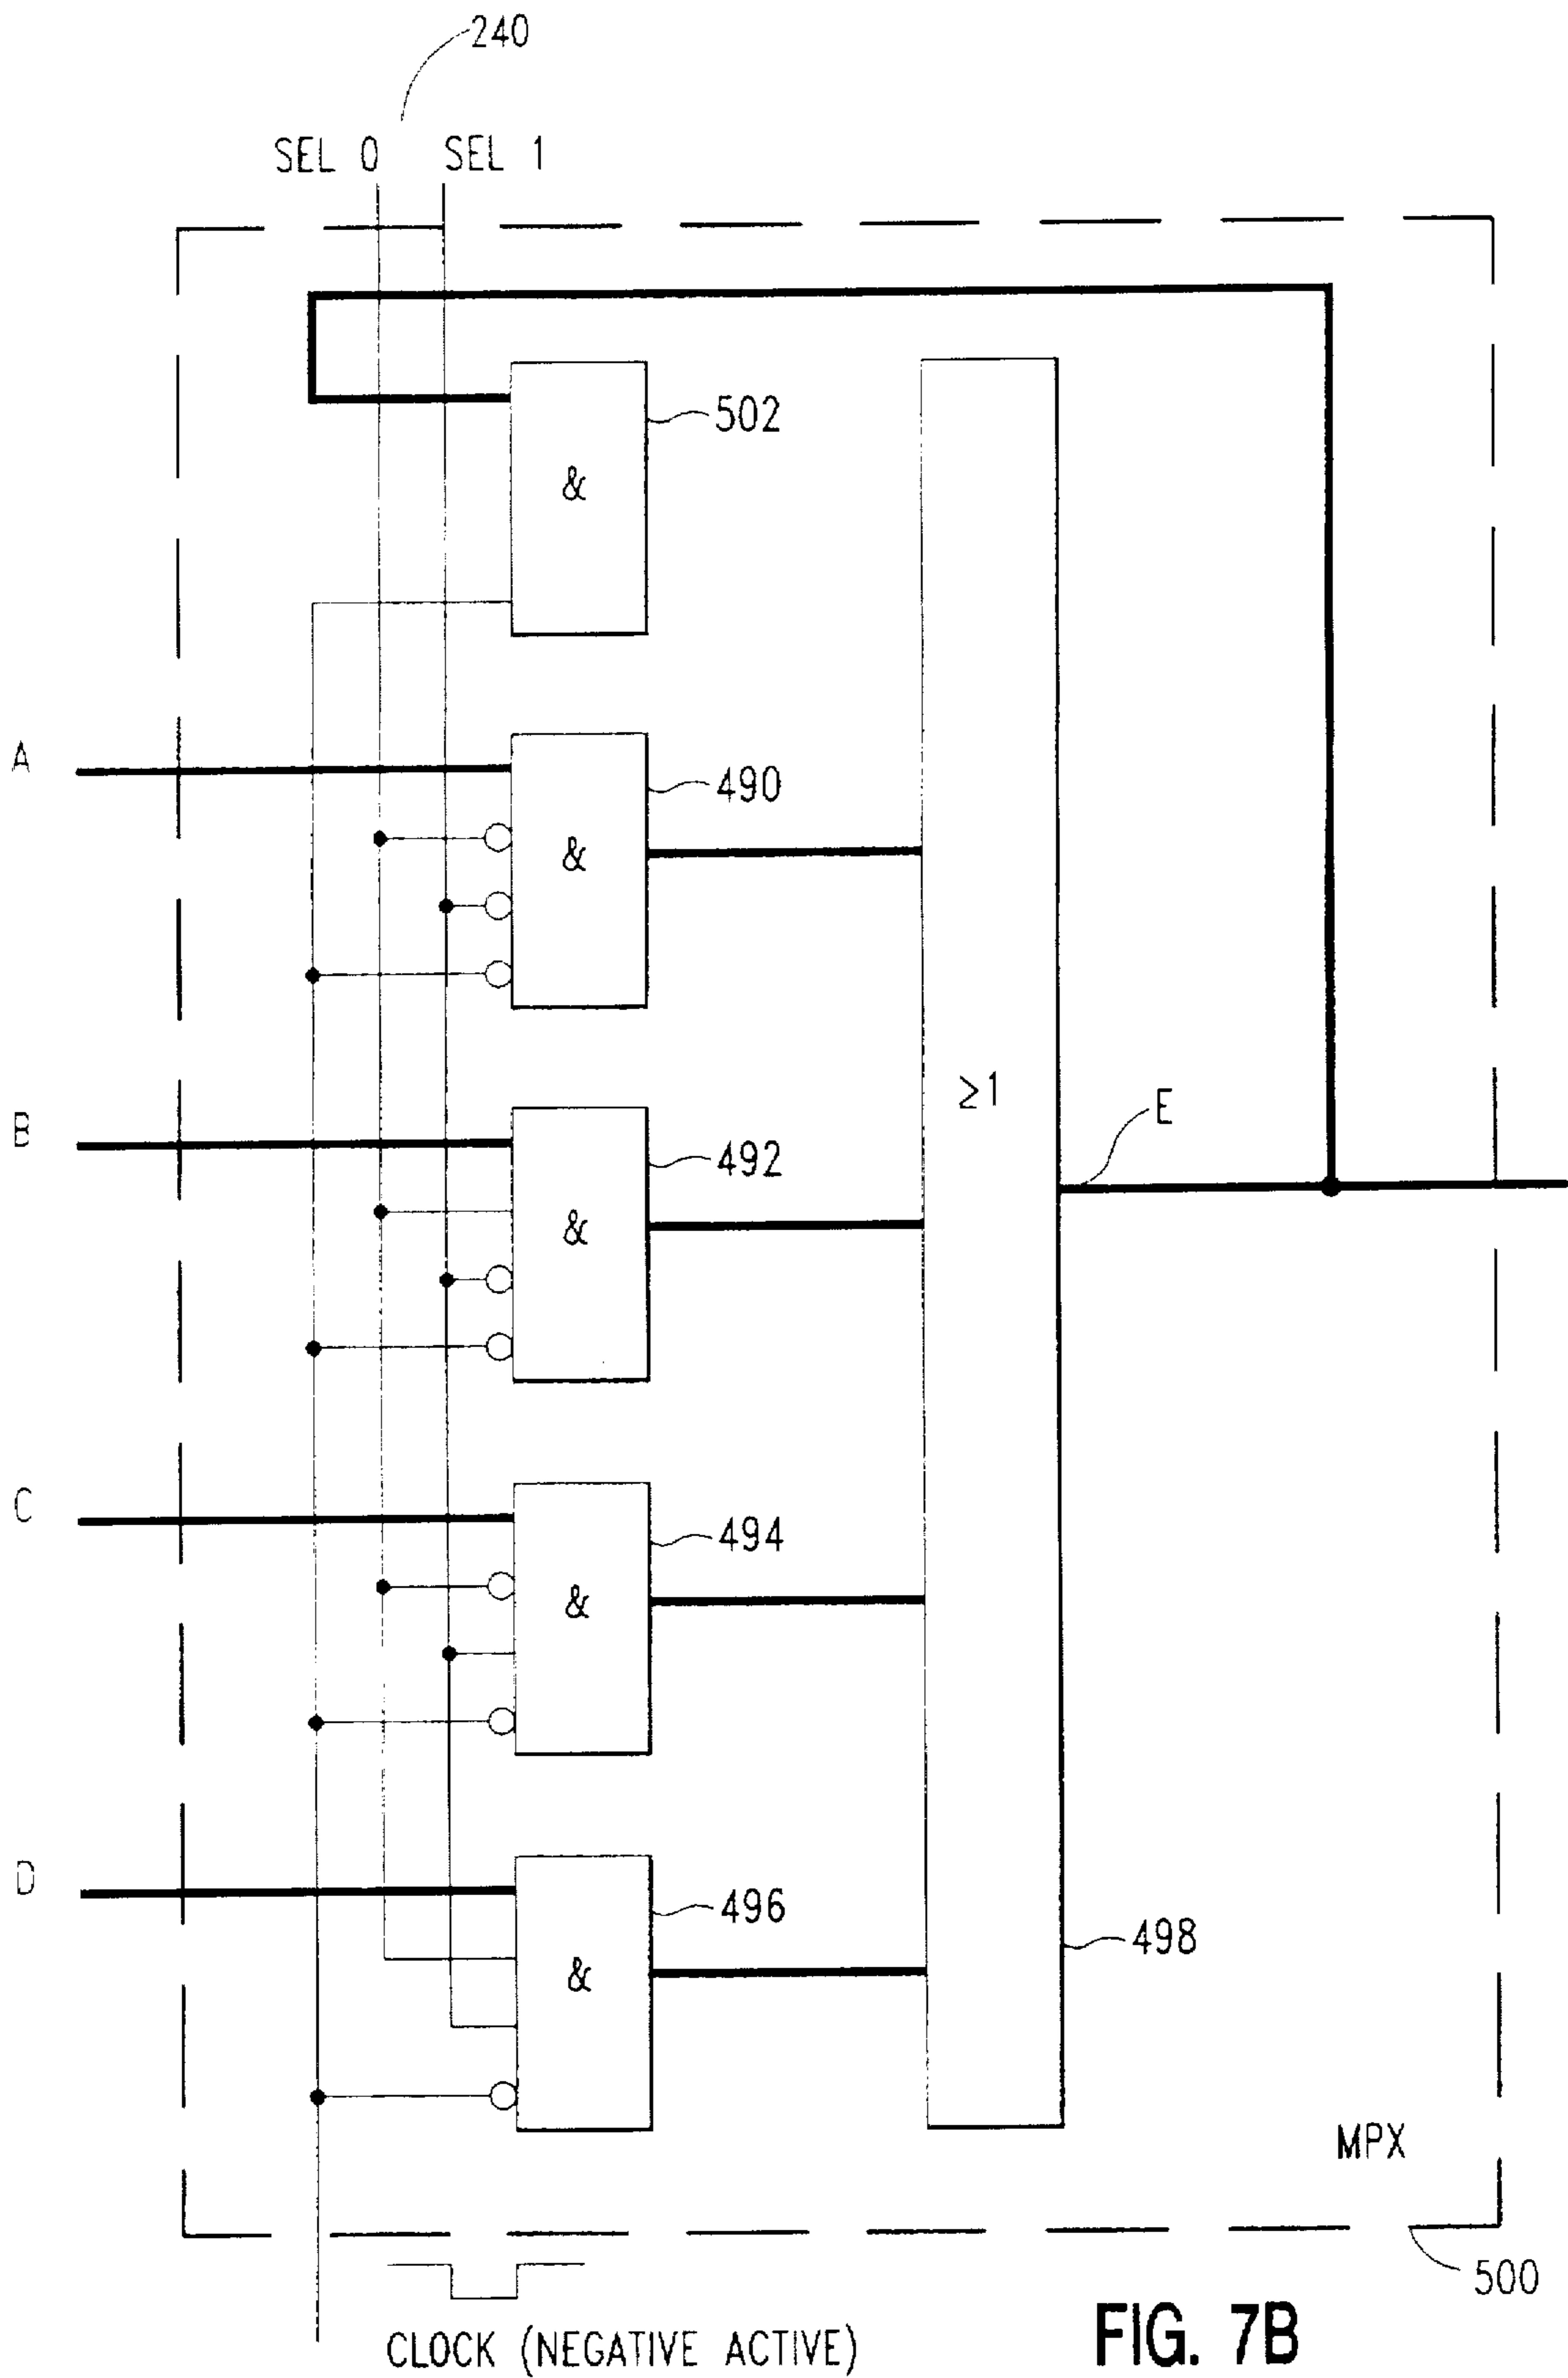 240
SEL 0 SEL 1
502
&
A
490
&
≥1
B
E
492
&
C
494
&
D
496
&
498
MPX
500
CLOCK (NEGATIVE ACTIVE)
FIG. 7B